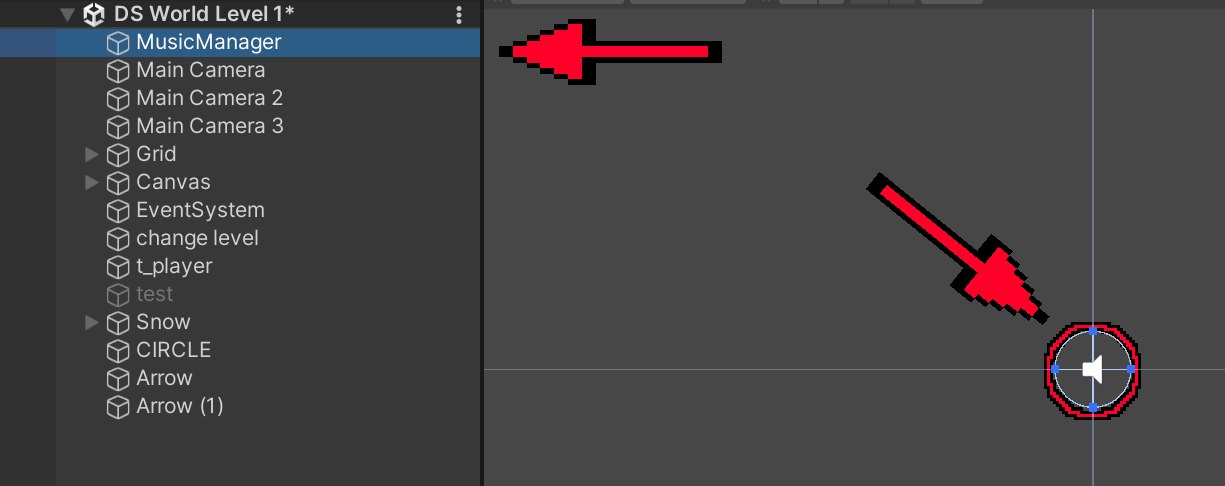 DS World Level 1*
MusicManager
Main Camera
Main Camera 2
Main Camera 3
Grid
Canvas
EventSystem
change level
t_player
test
Snow
CIRCLE
Arrow
Arrow (1)